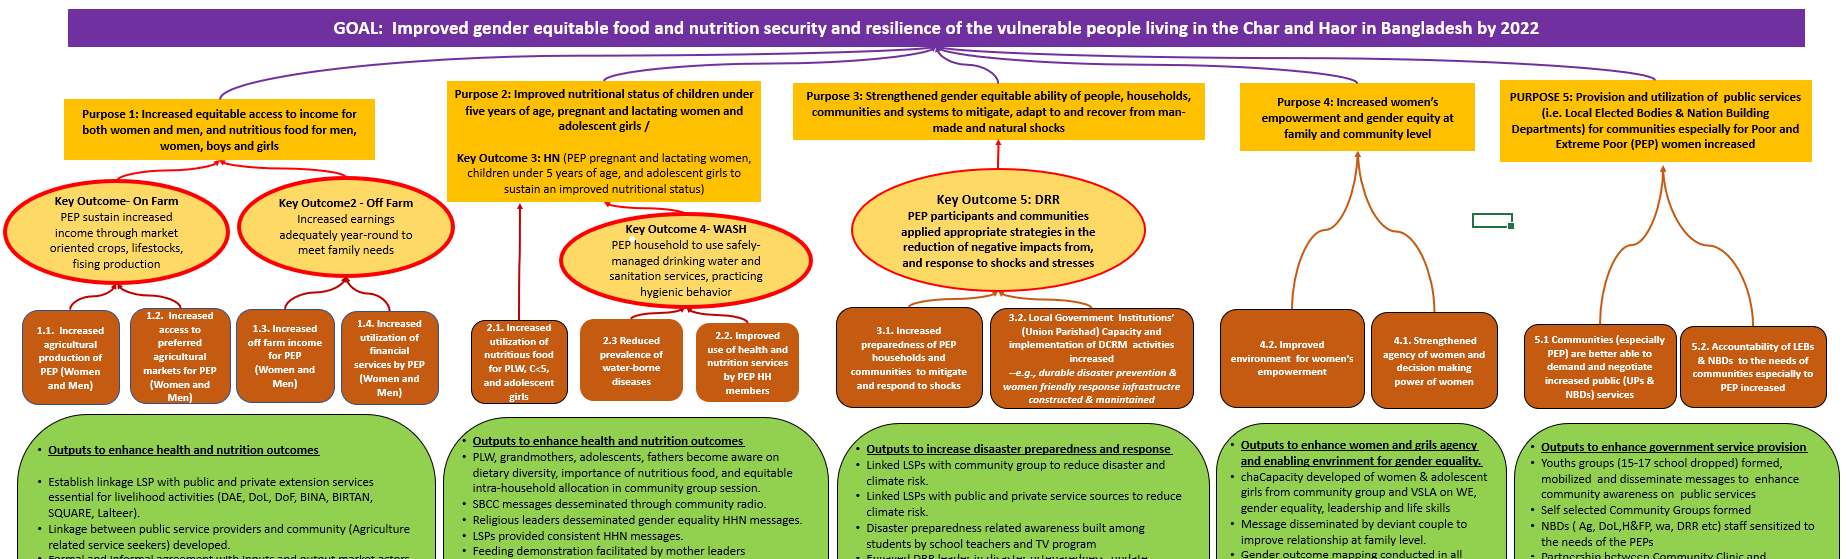 GOAL:  Improved gender equitable food and nutrition security and resilience of the vulnerable people living in the Char and Haor in Bangladesh by 2022
Purpose 1: Increased equitable access to income for
both women and men, and nutritious food for men,
women, boys and girls
Key Outcome- On Farm
PEP sustain increased
income through market
oriented crops, lifestocks,
fising production
Key Outcome2 - Off Farm
Increased earnings
adequately year-round to
meet family needs
1.1.  Increased
agricultural
production of
PEP (Women
and Men)
1.2.  Increased
access to
preferred
agricultural
markets for PEP
(Women and
Men)
1.3. Increased
off farm income
for PEP
(Women and
Men)
1.4. Increased
utilization of
financial
services by PEP
(Women and
Men)
Outputs to enhance health and nutrition outcomes
• Establish linkage LSP with public and private extension services
essential for livelihood activities (DAE, DoL, DoF, BINA, BIRTAN,
SQUARE, Lalteer).
• Linkage between public service providers and community (Agriculture
related service seekers) developed.
• Formal and Informal agreement with inputs and output market actors
Purpose 2: Improved nutritional status of children under
five years of age, pregnant and lactating women and
adolescent girls /
Key Outcome 3: HN (PEP pregnant and lactating women,
children under 5 years of age, and adolescent girls to
sustain an improved nutritional status)
Key Outcome 4- WASH
PEP household to use safely-
managed drinking water and
sanitation services, practicing
hygienic behavior
2.1. Increased
utilization of
nutritious food
for PLW, C<5,
and adolescent
girls
2.3 Reduced
prevalence of
water-borne
diseases
2.2. Improved
use of health and
nutrition services
by PEP HH
members
• Outputs to enhance health and nutrition outcomes
• PLW, grandmothers, adolescents, fathers become aware on
dietary diversity, importance of nutritious food, and equitable
intra-household allocation in community group session.
• SBCC messages desseminated through community radio.
• Religious leaders desseminated gender equality HHN messages.
• LSPs provided consistent HHN messages.
• Feeding demonstration facilitated by mother leaders
Purpose 3: Strengthened gender equitable ability of people, households,
communities and systems to mitigate, adapt to and recover from man-
made and natural shocks
Key Outcome 5: DRR
PEP participants and communities
applied appropriate strategies in the
reduction of negative impacts from,
and response to shocks and stresses
3.1. Increased
preparedness of PEP
households and
communities  to mitigate
and respond to shocks
3.2. Local Government  Institutions’
(Union Parishad) Capacity and
implementation of DCRM  activities
increased
—e.g., durable disaster prevention &
women friendly response infrastructre
constructed & manintained
• Outputs to increase disaaster preparedness and response
• Linked LSPs with community group to reduce disaster and
climate risk.
• Linked LSPs with public and private service sources to reduce
climate risk.
• Disaster preparedness related awareness built among
students by school teachers and TV program
Purpose 4: Increased women’s
empowerment and gender equity at
family and community level
4.2. Improved
environment  for women’s
empowerment
4.1. Strengthened
agency of women and
decision making
power of women
• Outputs to enhance women and grils agency
and enabling envrinment for gender equality.
• chaCapacity developed of women & adolescent
girls from community group and VSLA on WE,
gender equality, leadership and life skills
• Message disseminated by deviant couple to
improve relationship at family level.
• Gender outcome mapping conducted in all
PURPOSE 5: Provision and utilization of  public services
(i.e. Local Elected Bodies & Nation Building
Departments) for communities especially for Poor and
Extreme Poor (PEP) women increased
5.1 Communities (especially
PEP) are better able to
demand and negotiate
increased public (UPs &
NBDs) services
5.2. Accountability of LEBs
& NBDs  to the needs of
communities especially to
PEP increased
• Outputs to enhance government service provision
• Youths groups (15-17 school dropped) formed,
mobilized  and disseminate messages to  enhance
community awareness on  public services
• Self selected Community Groups formed
• NBDs ( Ag, DoL,H&FP, wa, DRR etc) staff sensitized to
the needs of the PEPs
• Partnership between Community Clinic and